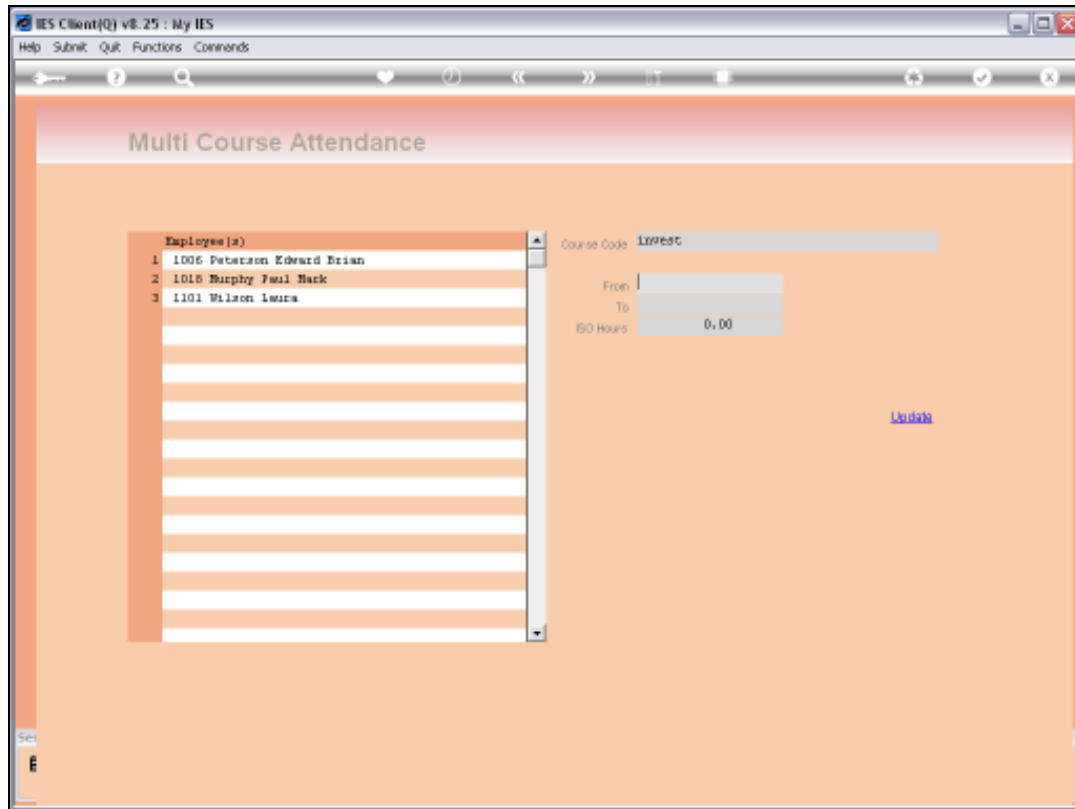 IES Client(Q) v8.25 : My IES
Help Submit Quit Functions Commands
Multi Course Attendance
Employee(s)
1 1006 Peterson Edward Brian
2 1018 Murphy Paul Mark
3 1101 Wilson Laura
Course Code invest
From
To
ISO Hours 0.00
Update
Ses